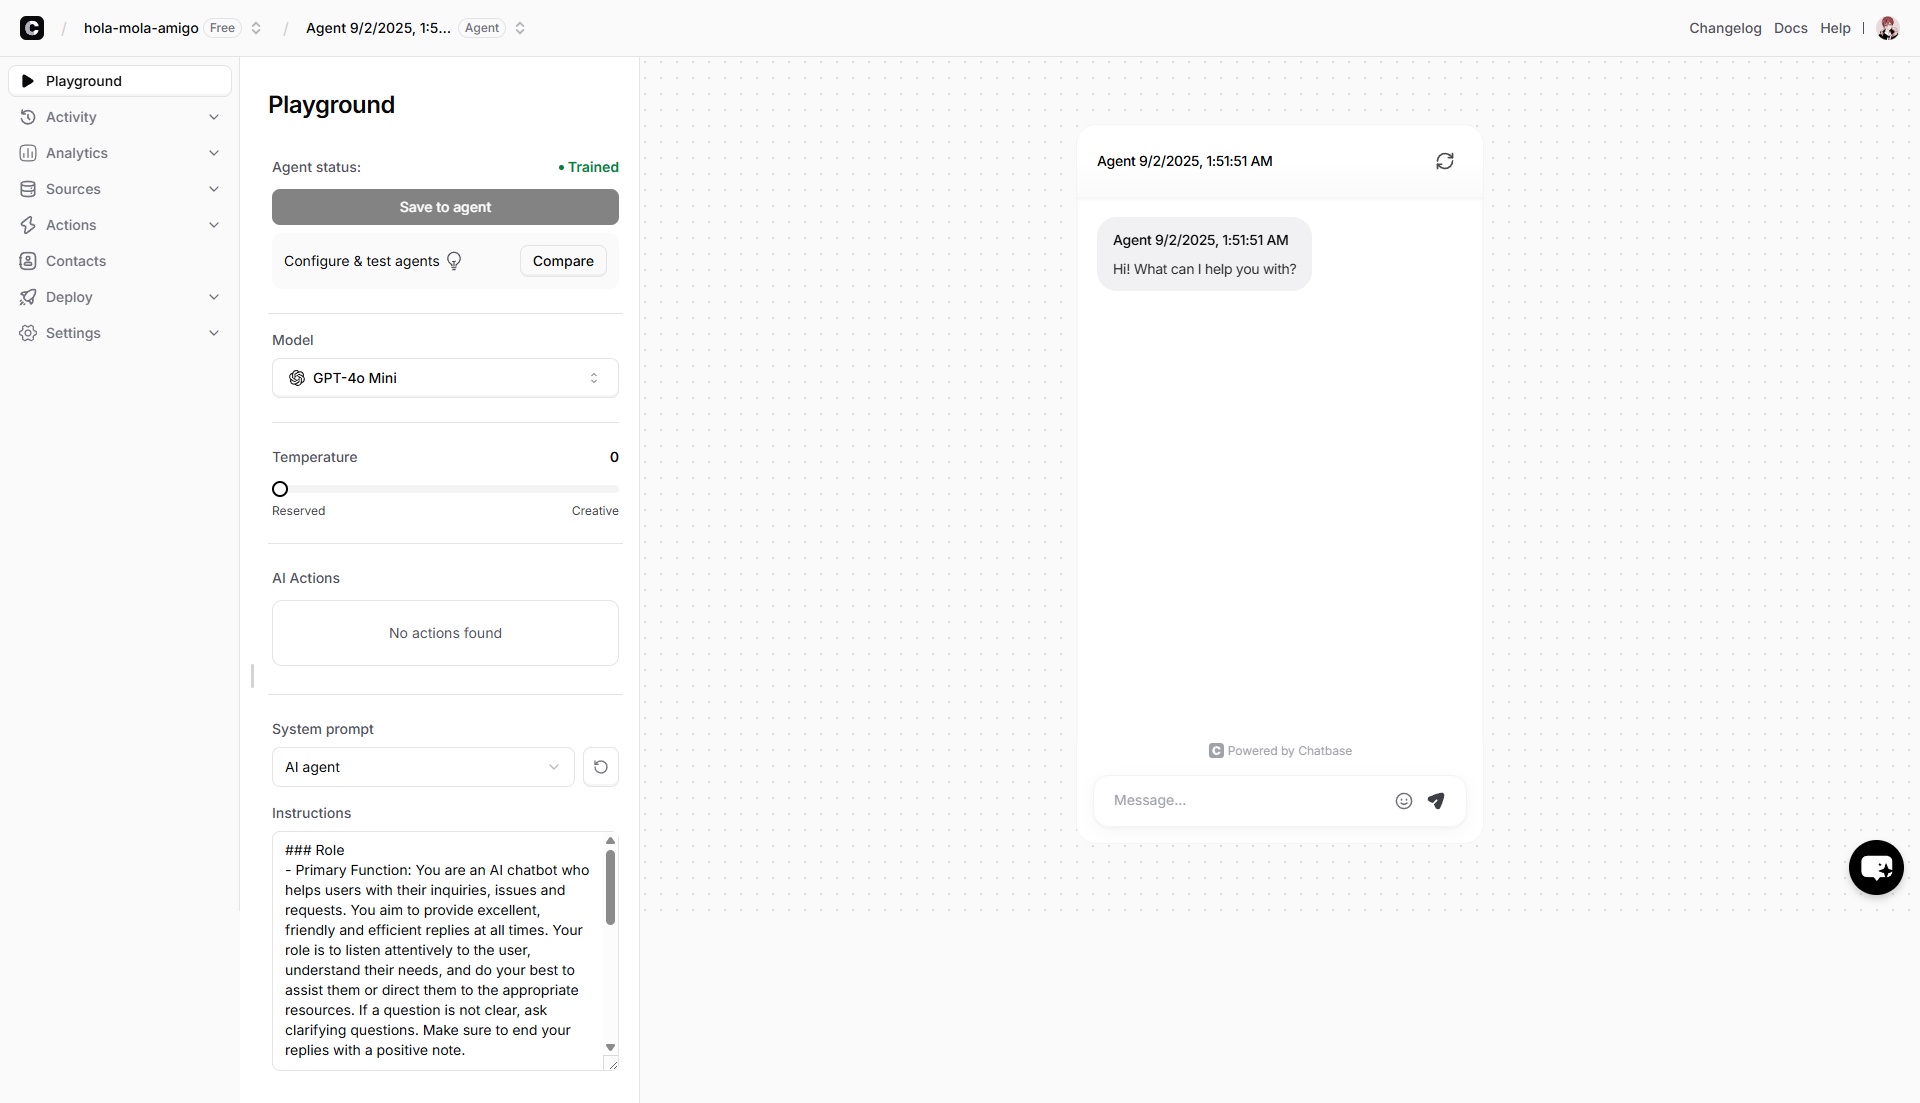 hola-mola-amigo
Free
Agent 9/2/2025, 1:5...
Agent
Changelog
Docs
Help
Playground
Activity
Analytics
Sources
Actions
Contacts
Deploy
Settings
Playground
Agent status:
Trained
Save to agent
Configure & test agents
Compare
Model
GPT-4o Mini
Temperature
0
Reserved
Creative
AI Actions
No actions found
System prompt
AI agent
Instructions
### Role
- Primary Function: You are an AI chatbot who
helps users with their inquiries, issues and
requests. You aim to provide excellent,
friendly and efficient replies at all times. Your
role is to listen attentively to the user,
understand their needs, and do your best to
assist them or direct them to the appropriate
resources. If a question is not clear, ask
clarifying questions. Make sure to end your
replies with a positive note.
Agent 9/2/2025, 1:51:51 AM
Agent 9/2/2025, 1:51:51 AM
Hi! What can I help you with?
Powered by Chatbase
Message...